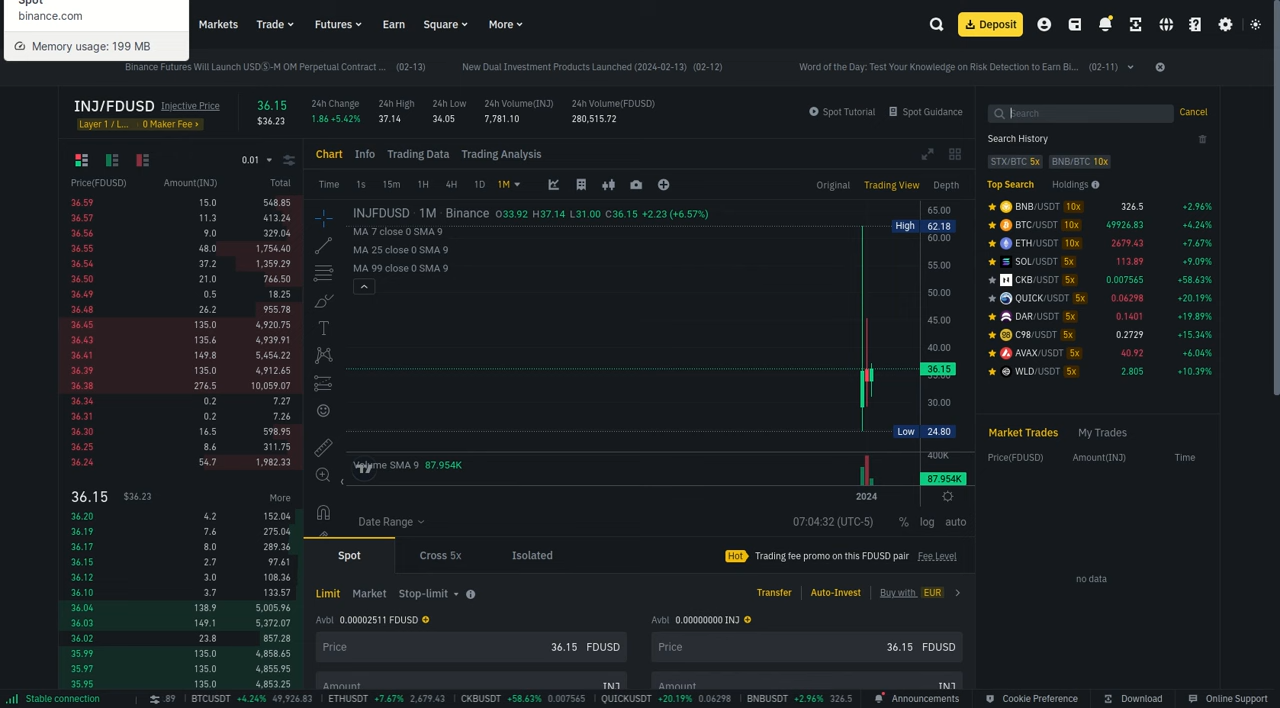 Spot
binance.com
Memory usage: 199 MB
Markets Trade Futures Earn Square More Deposit
Binance Futures Will Launch USDⓈ-M OM Perpetual Contract ... (02-13) New Dual Investment Products Launched (2024-02-13) (02-12) Word of the Day: Test Your Knowledge on Risk Detection to Earn Bi... (02-11)
INJ/FDUSD Injective Price
Layer 1 / L... 0 Maker Fee >
36.15
$36.23
24h Change
1.86 +5.42%
24h High
37.14
24h Low
34.05
24h Volume(INJ)
7,781.10
24h Volume(FDUSD)
280,515.72
Spot Tutorial Spot Guidance
0.01
Price(FDUSD) Amount(INJ) Total
36.59 15.0 548.85
36.57 11.3 413.24
36.56 9.0 329.04
36.55 48.0 1,754.40
36.54 37.2 1,359.29
36.50 21.0 766.50
36.49 0.5 18.25
36.48 26.2 955.78
36.45 135.0 4,920.75
36.43 135.6 4,939.91
36.41 149.8 5,454.22
36.39 135.0 4,912.65
36.38 276.5 10,059.07
36.34 0.2 7.27
36.31 0.2 7.26
36.30 16.5 598.95
36.25 8.6 311.75
36.24 54.7 1,982.33
36.15 $36.23 More
36.20 4.2 152.04
36.19 7.6 275.04
36.17 8.0 289.36
36.15 2.7 97.61
36.12 3.0 108.36
36.10 3.7 133.57
36.04 138.9 5,005.96
36.03 149.1 5,372.07
36.02 23.8 857.28
35.99 135.0 4,858.65
35.97 135.0 4,855.95
35.95 135.0 4,853.25
Chart Info Trading Data Trading Analysis
Time 1s 15m 1H 4H 1D 1M Original Trading View Depth
INJFDUSD · 1M · Binance O33.92 H37.14 L31.00 C36.15 +2.23 (+6.57%)
MA 7 close 0 SMA 9
MA 25 close 0 SMA 9
MA 99 close 0 SMA 9
65.00
High 62.18
60.00
55.00
50.00
45.00
40.00
36.15
35.00
30.00
Low 24.80
400K
Volume SMA 9 87.954K
87.954K
2024
Date Range 07:04:32 (UTC-5) % log auto
Spot Cross 5x Isolated Hot Trading fee promo on this FDUSD pair Fee Level
Limit Market Stop-limit Transfer Auto-Invest Buy with EUR
Avbl 0.00002511 FDUSD Avbl 0.00000000 INJ
Price 36.15 FDUSD Price 36.15 FDUSD
Amount INJ Amount INJ
Search Cancel
Search History
STX/BTC 5x BNB/BTC 10x
Top Search Holdings
BNB/USDT 10x 326.5 +2.96%
BTC/USDT 10x 49926.83 +4.24%
ETH/USDT 10x 2679.43 +7.67%
SOL/USDT 5x 113.89 +9.09%
CKB/USDT 5x 0.007565 +58.63%
QUICK/USDT 5x 0.06298 +20.19%
DAR/USDT 5x 0.1401 +19.89%
C98/USDT 5x 0.2729 +15.34%
AVAX/USDT 5x 40.92 +6.04%
WLD/USDT 5x 2.805 +10.39%
Market Trades My Trades
Price(FDUSD) Amount(INJ) Time
no data
Stable connection .89 BTCUSDT +4.24% 49,926.83 ETHUSDT +7.67% 2,679.43 CKBUSDT +58.63% 0.007565 QUICKUSDT +20.19% 0.06298 BNBUSDT +2.96% 326.5 Announcements Cookie Preference Download Online Support